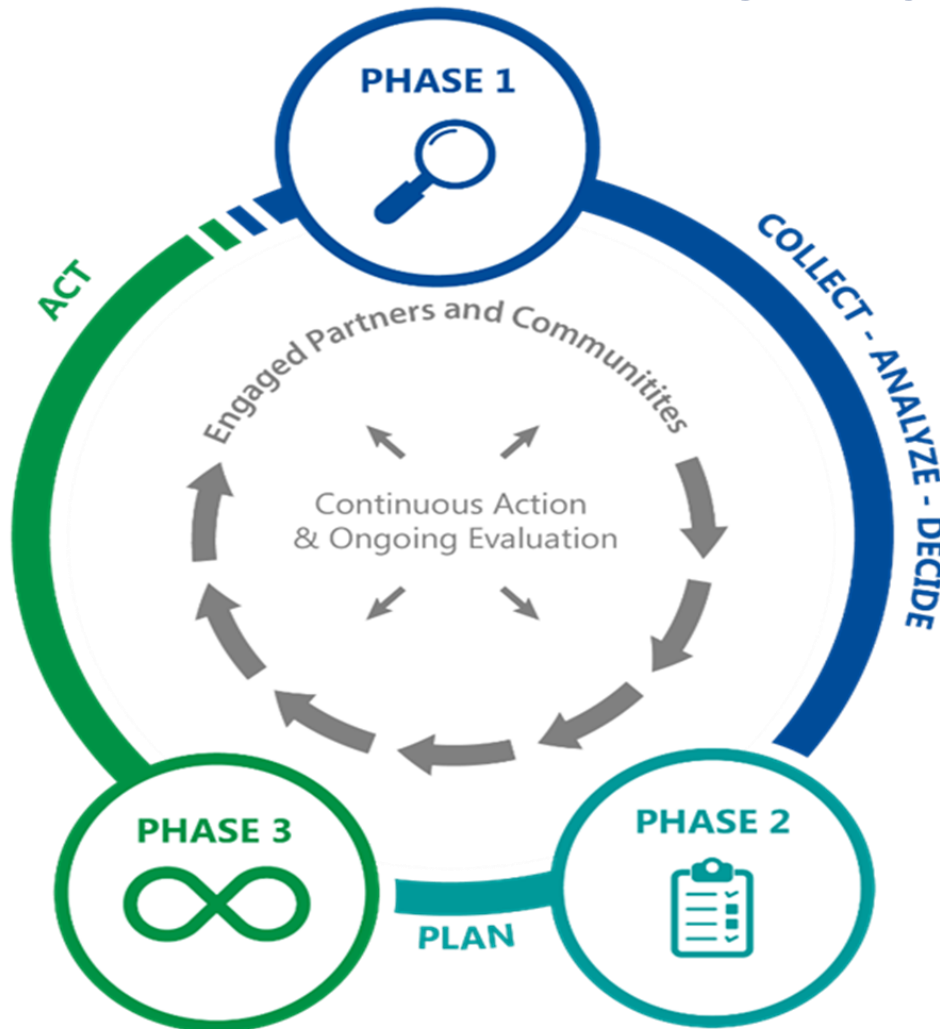 PHASE 1
COLLECT - ANALYZE - DECIDE
ACT
Engaged Partners and Communitites
Continuous Action
& Ongoing Evaluation
PHASE 2
PLAN
PHASE 3